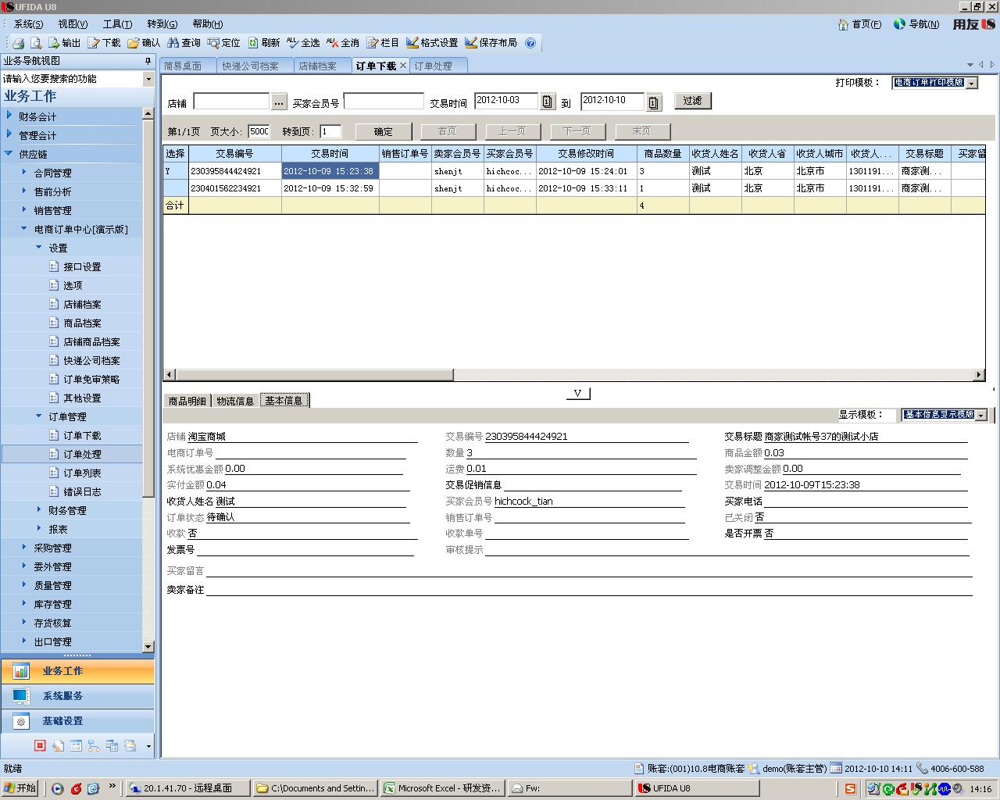 UFIDA U8
系统(S) 视图(V) 工具(T) 转到(G) 帮助(H) 首页(F) 导航(N) 用友
输出 下载 确认 查询 定位 刷新 全选 全消 栏目 格式设置 保存布局
业务导航视图
请输入您要搜索的功能
业务工作
财务会计
管理会计
供应链
合同管理
售前分析
销售管理
电商订单中心[演示版]
设置
接口设置
选项
店铺档案
商品档案
店铺商品档案
快递公司档案
订单免审策略
其他设置
订单管理
订单下载
订单处理
订单列表
错误日志
财务管理
报表
采购管理
委外管理
质量管理
库存管理
存货核算
出口管理
业务工作
系统服务
基础设置
简易桌面 快递公司档案 店铺档案 订单下载 订单处理
打印模板： 电商订单打印模版
店铺 ... 买家会员号 交易时间 2012-10-03 到 2012-10-10 过滤
第1/1页 页大小: 5000 转到页: 1 确定 首页 上一页 下一页 末页
选择 交易编号 交易时间 销售订单号 卖家会员号 买家会员号 交易修改时间 商品数量 收货人姓名 收货人省 收货人城市 收货人... 交易标题 买家留
Y 230395844424921 2012-10-09 15:23:38 shenjt hichcoc... 2012-10-09 15:24:01 3 测试 北京 北京市 1301191... 商家测...
230401562234921 2012-10-09 15:32:59 shenjt hichcoc... 2012-10-09 15:33:11 1 测试 北京 北京市 1301191... 商家测...
合计 4
V
商品明细 物流信息 基本信息
显示模板： 基本信息显示模版
店铺 淘宝商城 交易编号 230395844424921 交易标题 商家测试帐号37的测试小店
电商订单号 数量 3 商品金额 0.03
系统优惠金额 0.00 运费 0.01 卖家调整金额 0.00
实付金额 0.04 交易促销信息 交易时间 2012-10-09T15:23:38
收货人姓名 测试 买家会员号 hichcock_tian 买家电话
订单状态 待确认 销售订单号 已关闭 否
收款 否 收款单号 是否开票 否
发票号 审核提示
买家留言
卖家备注
就绪 账套:(001)10.8电商账套 demo(账套主管) 2012-10-10 14:11 4006-600-588
开始 20.1.41.70 - 远程桌面 C:\Documents and Settin... Microsoft Excel - 研发资... Fw: UFIDA U8 14:16